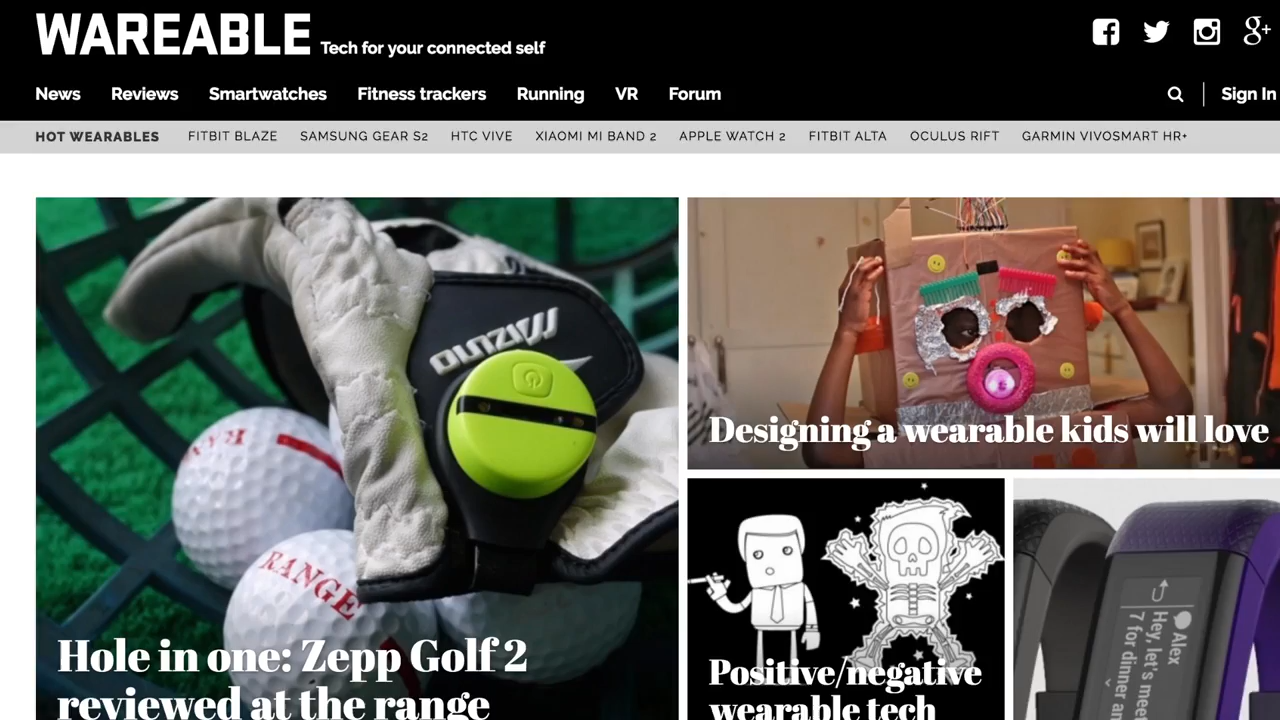 WAREABLE Tech for your connected self
News Reviews Smartwatches Fitness trackers Running VR Forum Sign In
HOT WEARABLES FITBIT BLAZE SAMSUNG GEAR S2 HTC VIVE XIAOMI MI BAND 2 APPLE WATCH 2 FITBIT ALTA OCULUS RIFT GARMIN VIVOSMART HR+
MIZUNO
RANGE
Hole in one: Zepp Golf 2
reviewed at the range
Designing a wearable kids will love
Positive/negative
wearable tech
Alex
Hey, let's meet
7 for dinner an